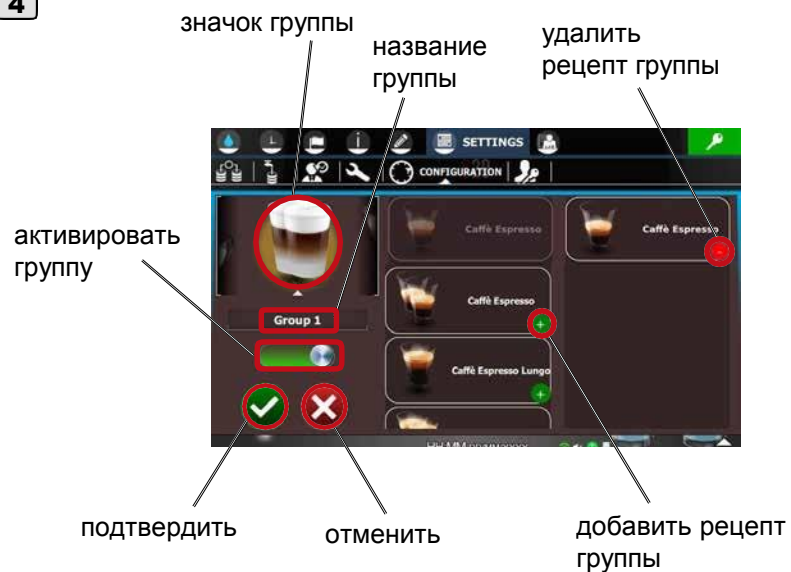 4
значок группы
название
группы
удалить
рецепт группы
SETTINGS
CONFIGURATION
активировать
группу
Caffè Espresso
Caffè Espresso
Caffè Espresso
Group 1
Caffè Espresso Lungo
подтвердить
отменить
добавить рецепт
группы